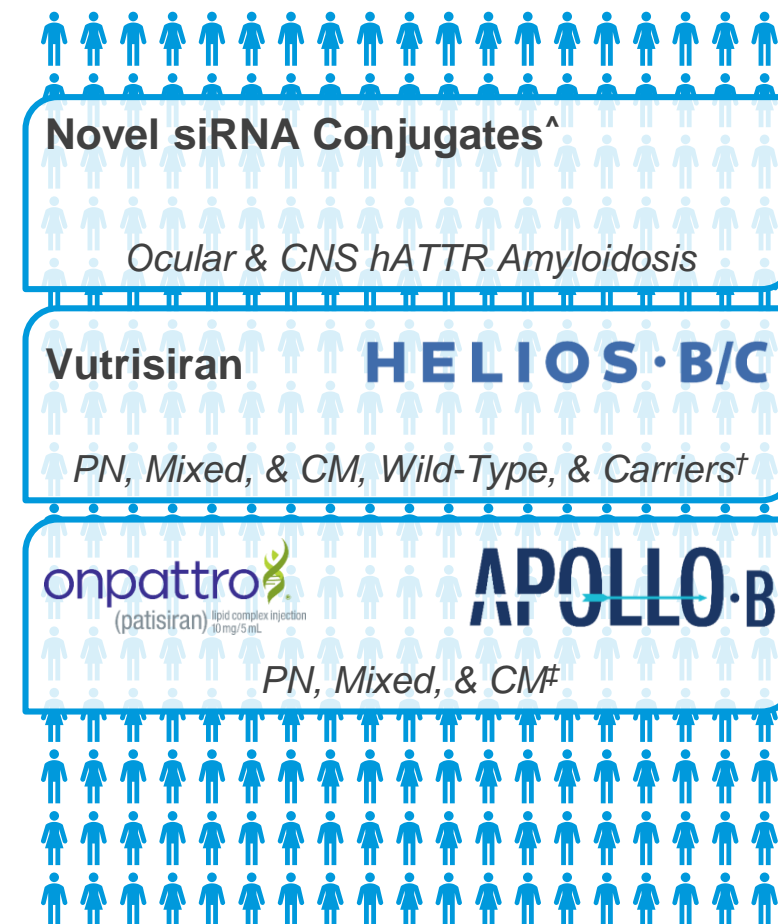 Novel siRNA Conjugates^
Ocular & CNS hATTR Amyloidosis
Vutrisiran HELIOS·B/C
PN, Mixed, & CM, Wild-Type, & Carriers†
onpattro® APOLLO·B
(patisiran) lipid complex injection
10 mg/5 mL
PN, Mixed, & CM‡